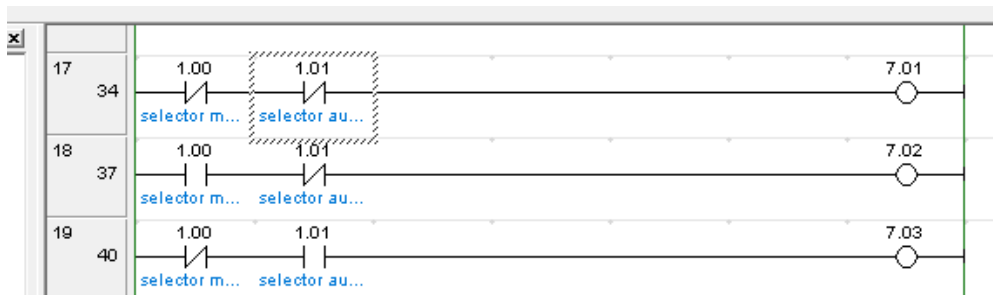 17 1.00 1.01 7.01
34
selector m... selector au...
18 1.00 1.01 7.02
37
selector m... selector au...
19 1.00 1.01 7.03
40
selector m... selector au...